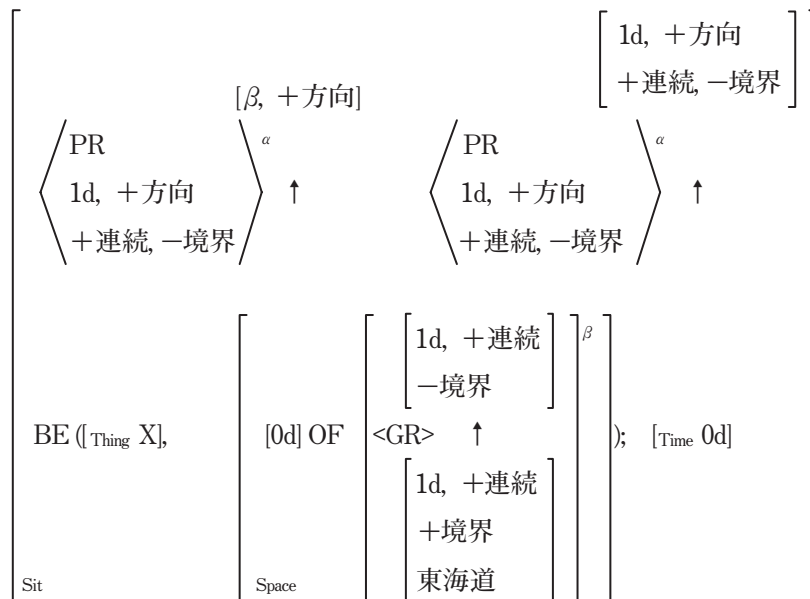 [1d, ＋方向
＋連続, －境界]
[β, ＋方向]
PR α PR α
1d, ＋方向 ↑ 1d, ＋方向 ↑
＋連続, －境界 ＋連続, －境界
1d, ＋連続 β
－境界
BE ([Thing X], [0d] OF <GR> ↑ ); [Time 0d]
1d, ＋連続
＋境界
Sit Space 東海道